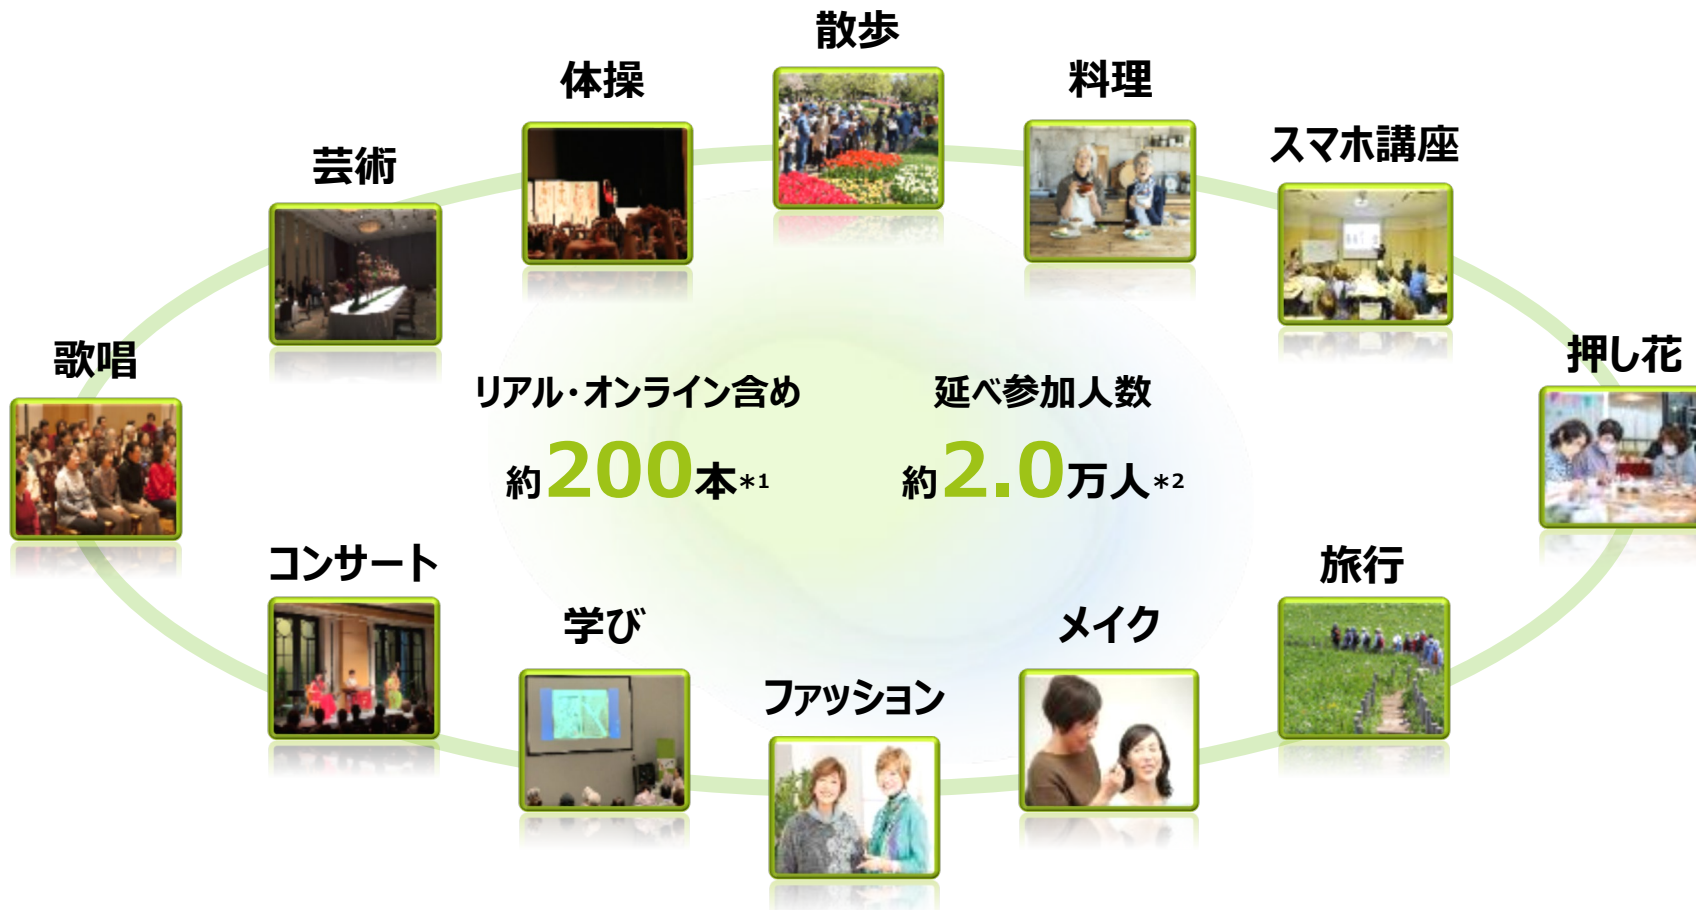 散歩
体操
料理
芸術
スマホ講座
歌唱
押し花
リアル・オンライン含め
約200本*1
延べ参加人数
約2.0万人*2
コンサート
旅行
学び
メイク
ファッション